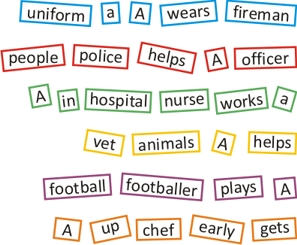 uniform a A wears fireman
people police helps A officer
A in hospital nurse works a
vet animals A helps
football footballer plays A
A up chef early gets